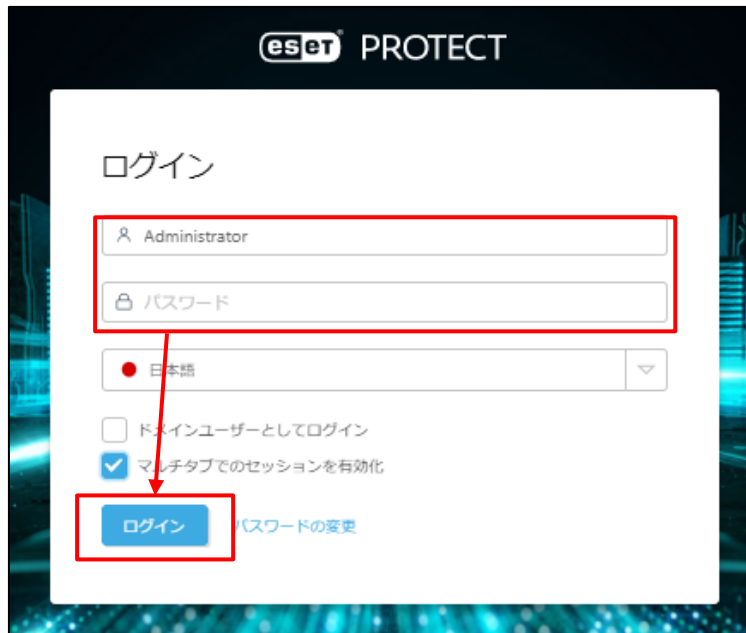 eset PROTECT
ログイン
Administrator
パスワード
日本語
ドメインユーザーとしてログイン
マルチタブでのセッションを有効化
ログイン パスワードの変更